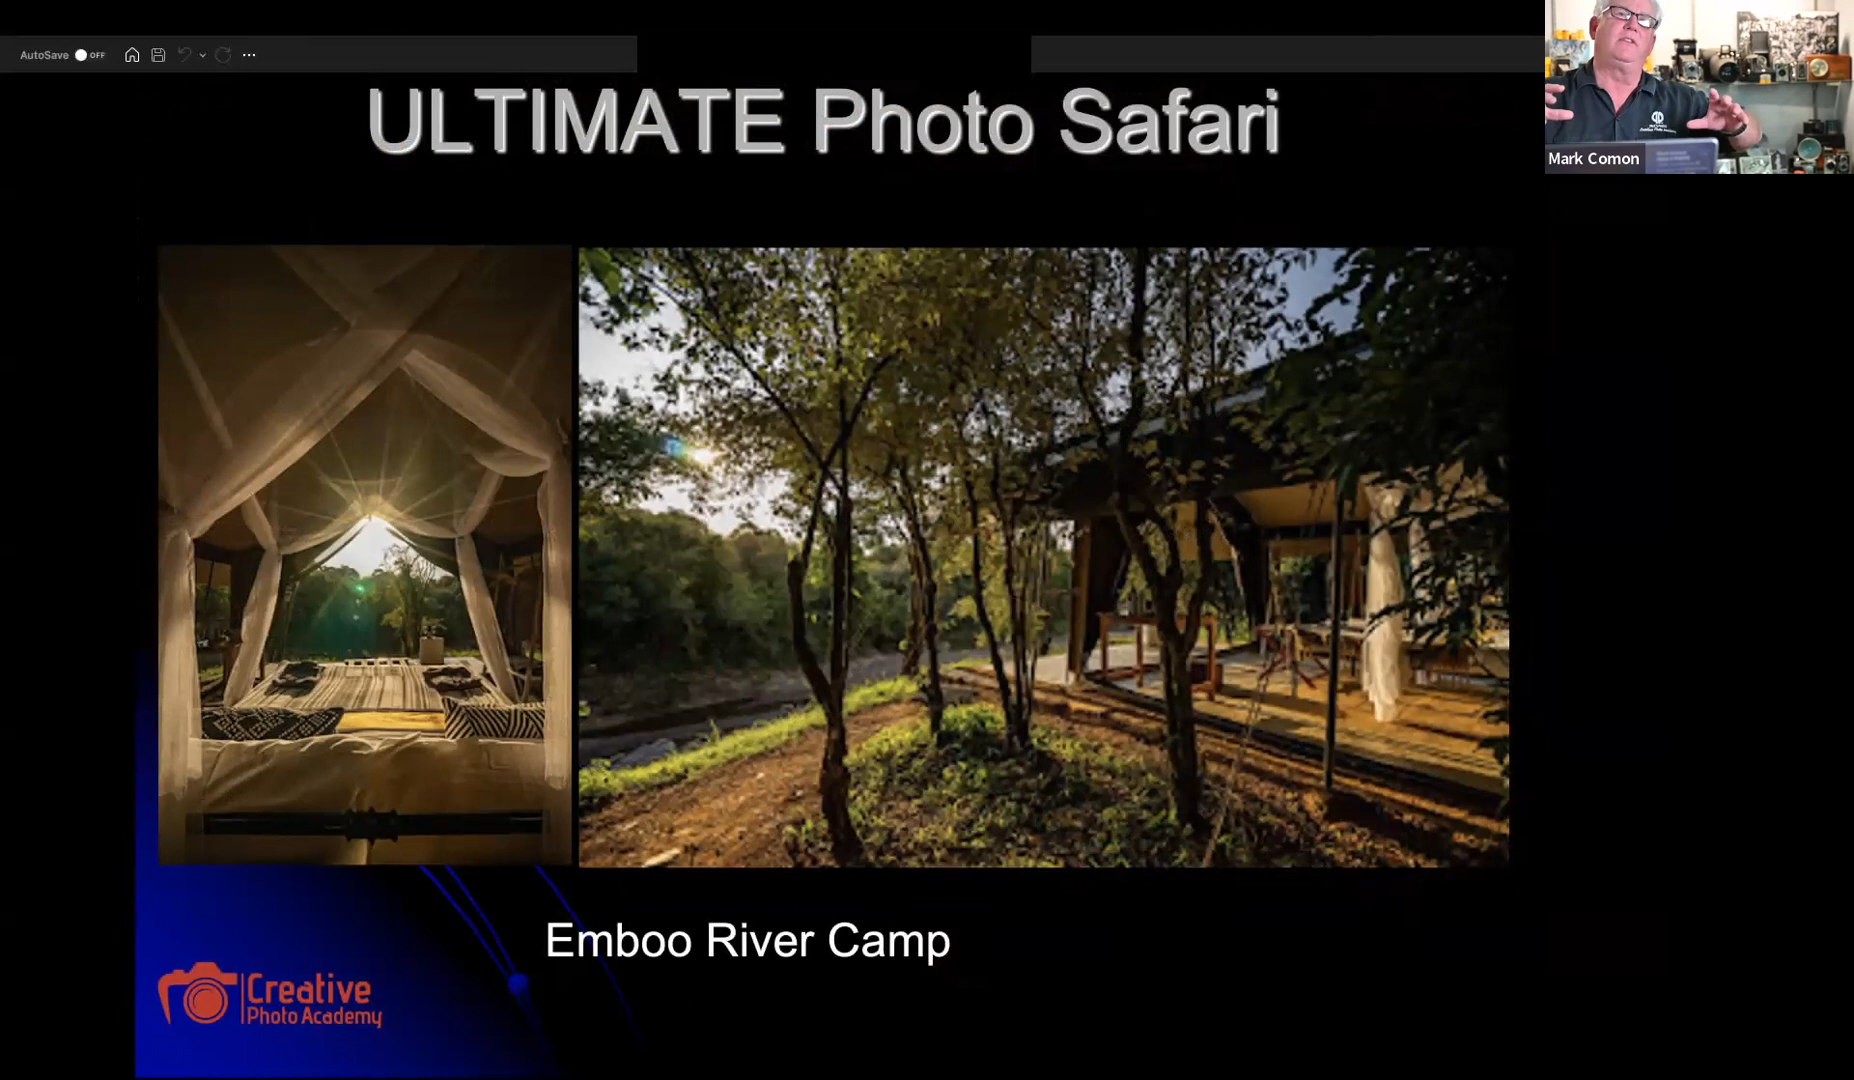 AutoSave OFF
ULTIMATE Photo Safari
Mark Comon
Emboo River Camp
Creative
Photo Academy